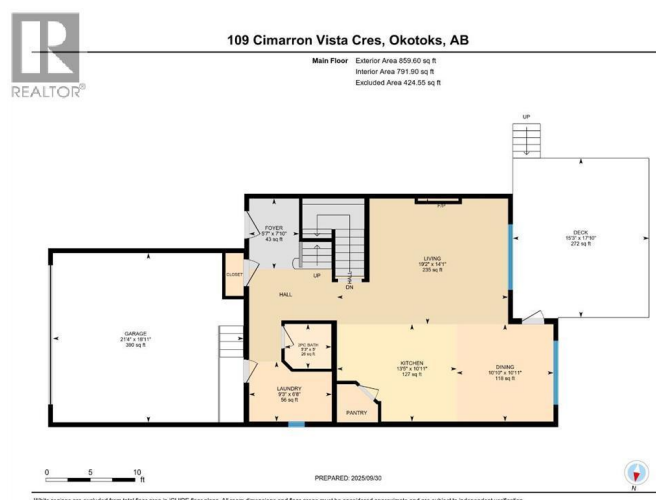 REALTOR®
109 Cimarron Vista Cres, Okotoks, AB
Main Floor Exterior Area 859.60 sq ft
Interior Area 791.90 sq ft
Excluded Area 424.55 sq ft
UP
FOYER
5'7" x 7'10"
43 sq ft
F/P
DECK
15'3" x 17'10"
272 sq ft
LIVING
19'2" x 14'1"
235 sq ft
CLOSET
UP
DN
HALL
HALL
GARAGE
21'4" x 18'11"
380 sq ft
2PC BATH
KITCHEN
13'5" x 10'11"
127 sq ft
DINING
10'10" x 10'11"
118 sq ft
LAUNDRY
9'3" x 6'8"
56 sq ft
PANTRY
0 5 10
ft
PREPARED: 2025/09/30
N